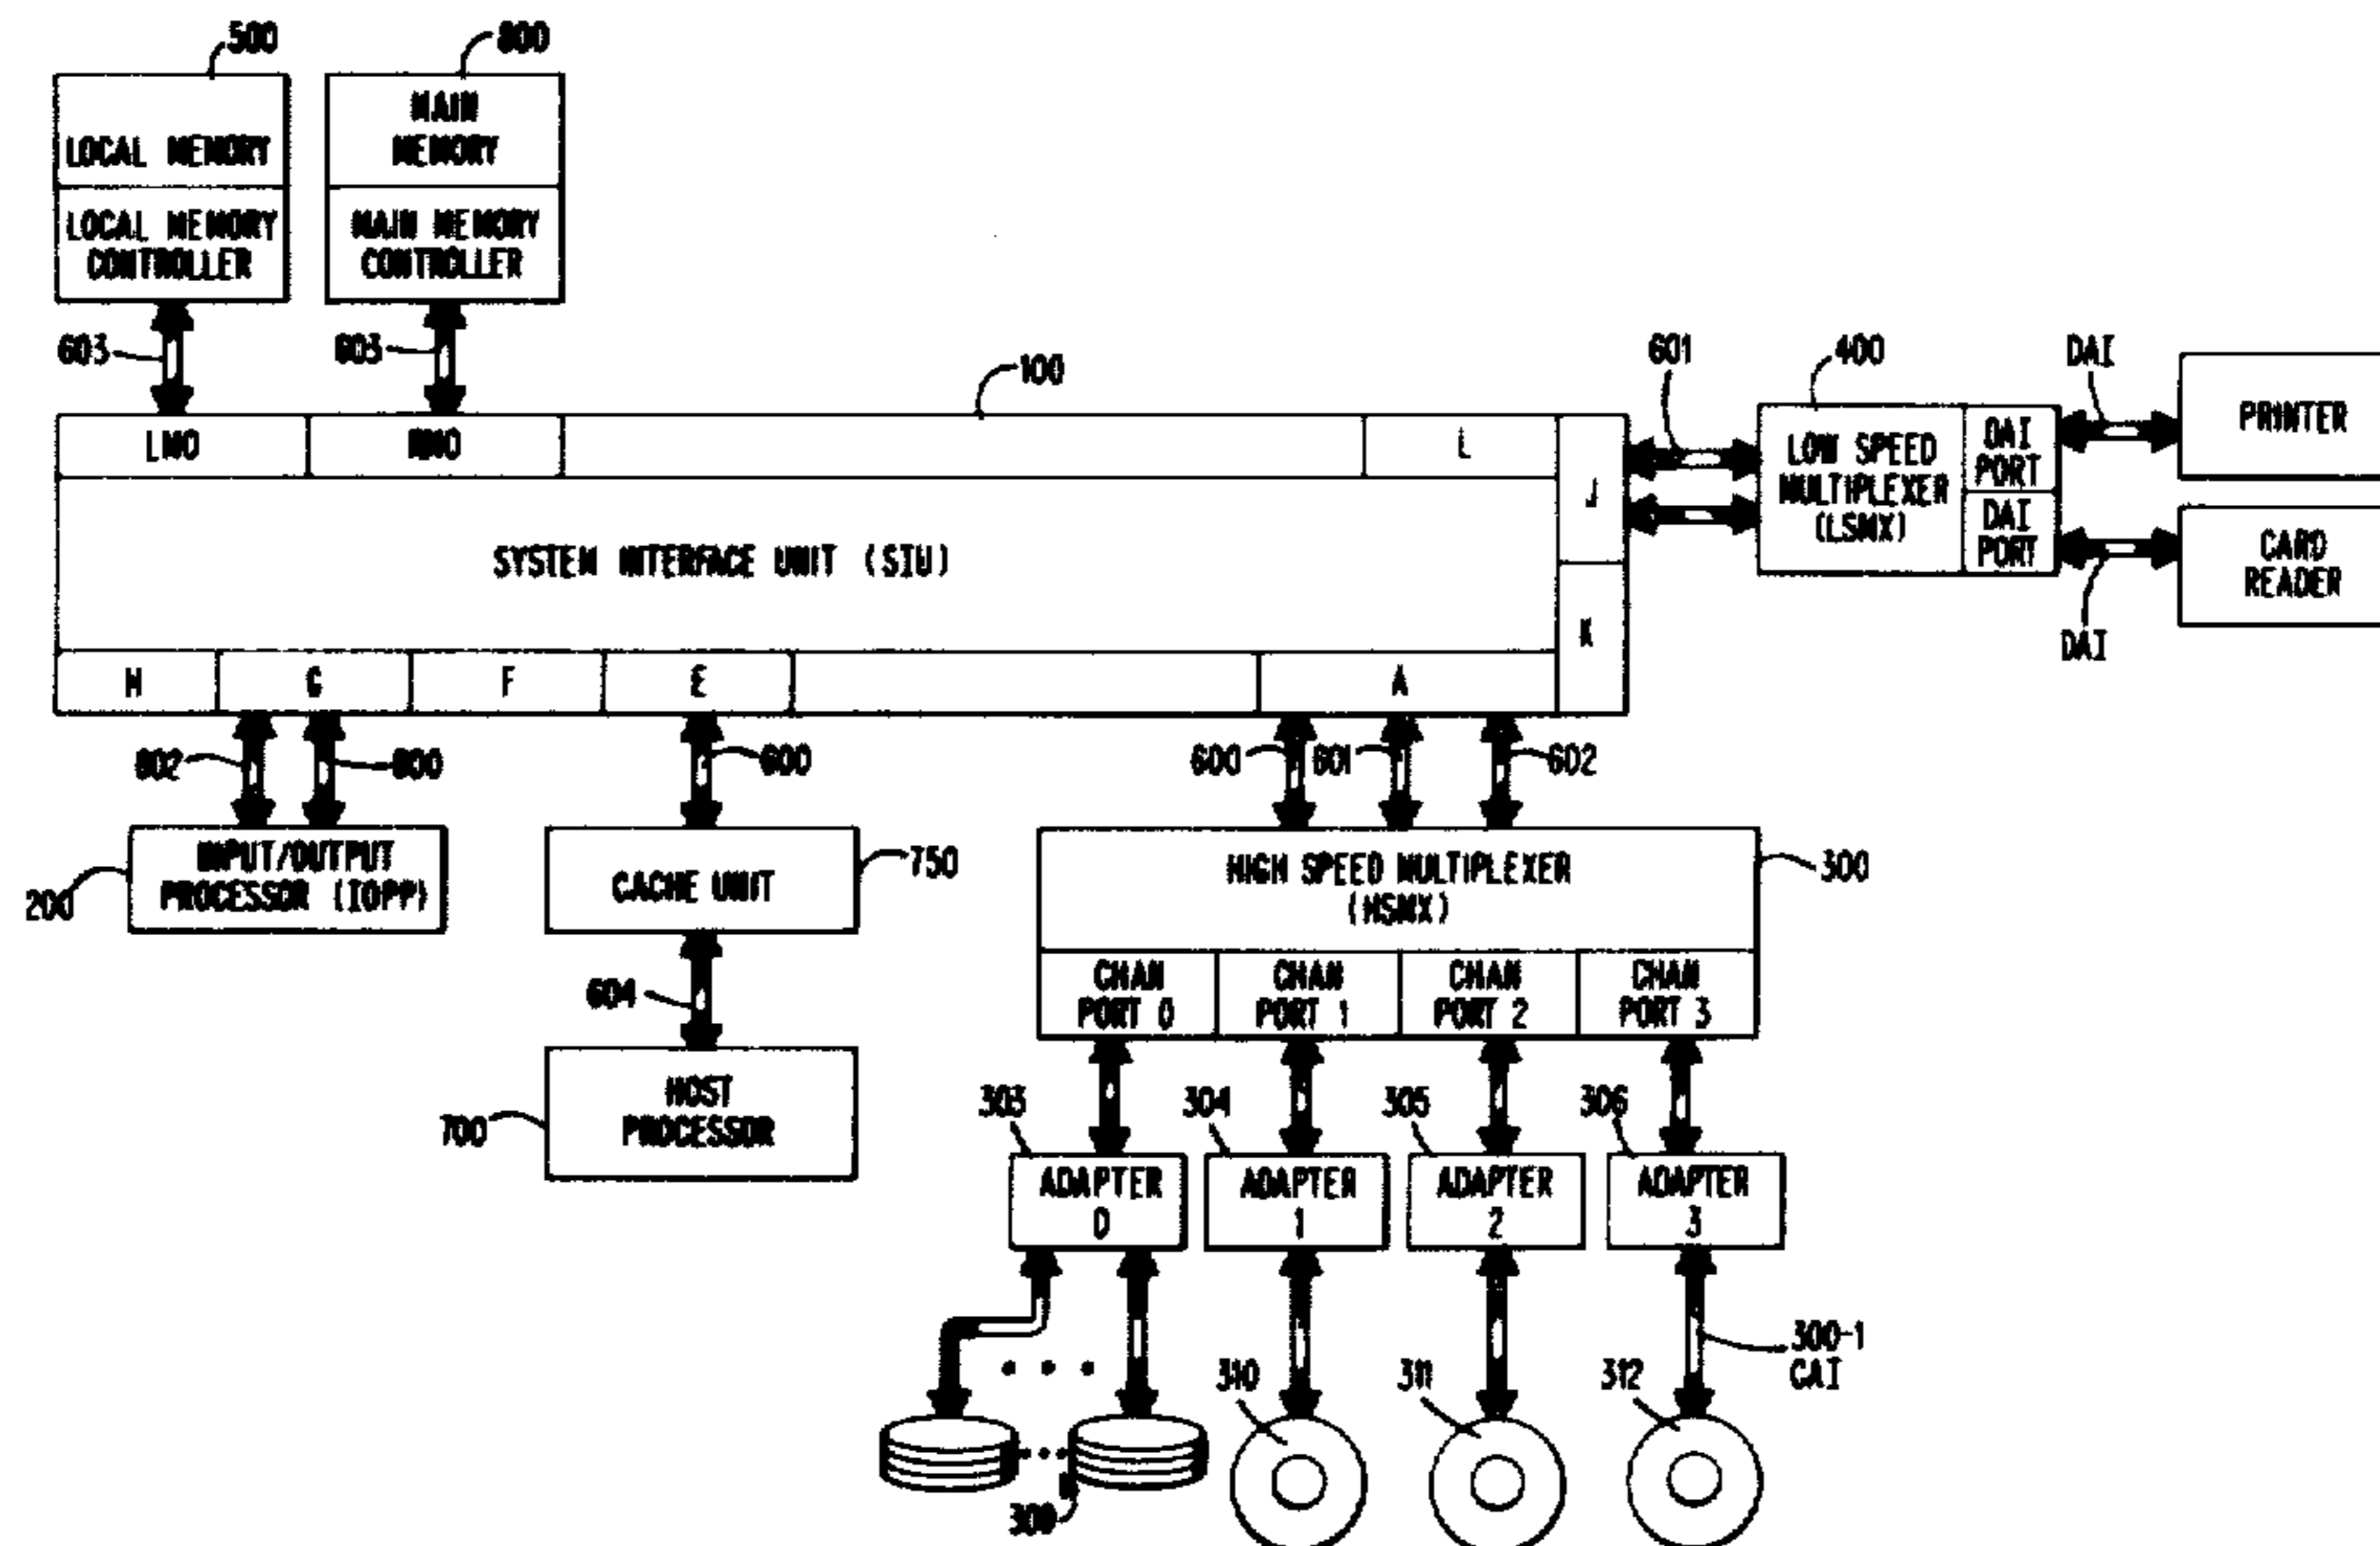 500
800
LOCAL MEMORY
MAIN
MEMORY
LOCAL MEMORY
CONTROLLER
MAIN MEMORY
CONTROLLER
603
603
100
601
400
DAI
LMO
L
J
LOW SPEED
MULTIPLEXER
(LSMX)
DAI
PORT
DAI
PORT
PRINTER
CARD
READER
DAI
SYSTEM INTERFACE UNIT (SIU)
K
H
G
F
E
A
602
600
600
600
601
602
INPUT/OUTPUT
PROCESSOR (IOPP)
200
CACHE UNIT
750
HIGH SPEED MULTIPLEXER
(HSMX)
300
CHAN
PORT 0
CHAN
PORT 1
CHAN
PORT 2
CHAN
PORT 3
604
HOST
PROCESSOR
700
303
304
305
306
ADAPTER
0
ADAPTER
1
ADAPTER
2
ADAPTER
3
300-1
CAI
310
311
312
309